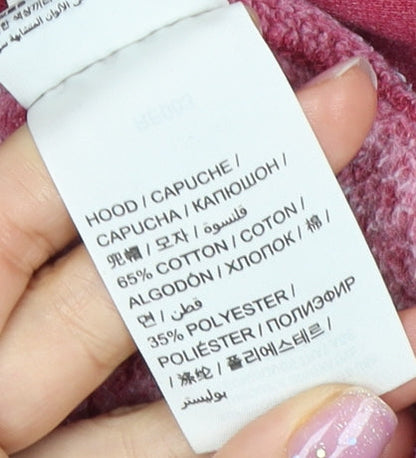 HOOD / CAPUCHE /
CAPUCHA / КАПЮШОН /
兜帽 / 모자 / قلنسوة /
65% COTTON / COTON /
ALGODÓN / ХЛОПОК / 棉 /
면 / قطن /
35% POLYESTER /
POLIÉSTER / ПОЛИЭФИР
/ 涤纶 / 폴리에스테르 /
بوليستر